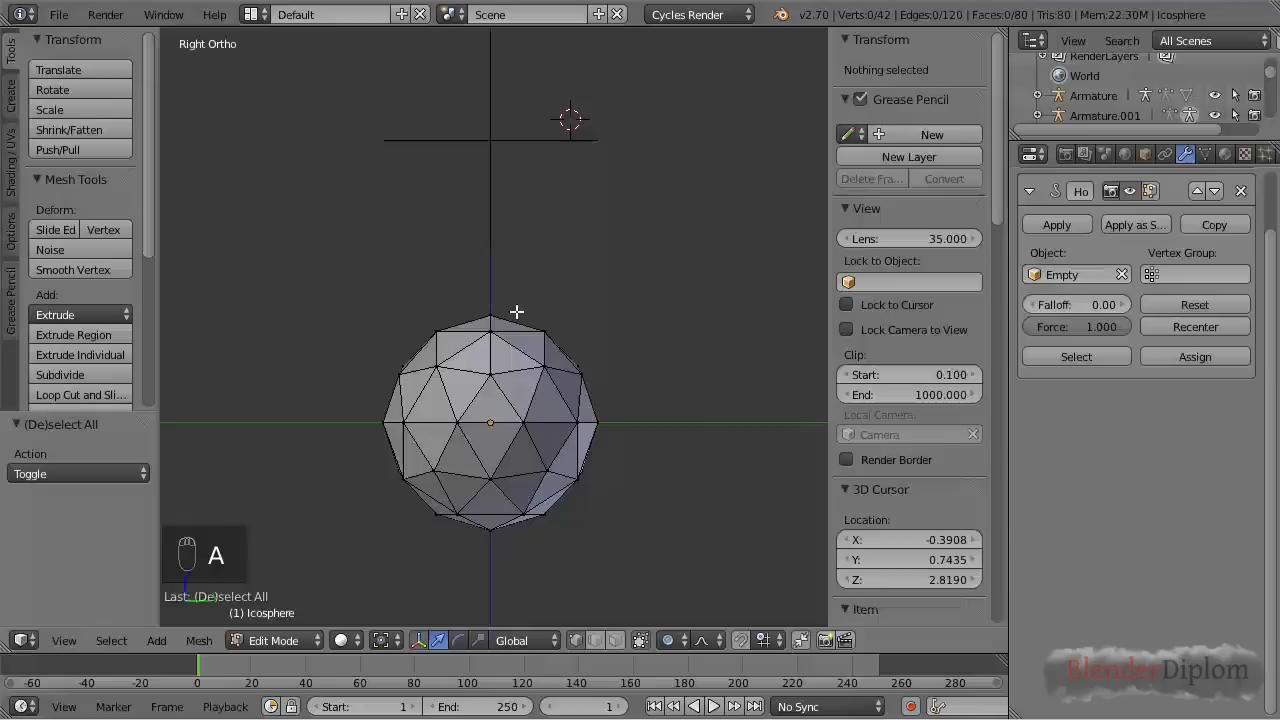 File Render Window Help Default Scene Cycles Render v2.70 | Verts:0/42 | Edges:0/120 | Faces:0/80 | Tris:80 | Mem:22.30M | Icosphere
Tools
Create
Shading / UVs
Options
Grease Pencil
Transform
Translate
Rotate
Scale
Shrink/Fatten
Push/Pull
Mesh Tools
Deform:
Slide Ed Vertex
Noise
Smooth Vertex
Add:
Extrude
Extrude Region
Extrude Individual
Subdivide
Loop Cut and Sli...
(De)select All
Action
Toggle
Right Ortho
A
Last: (De)select All
(1) Icosphere
Transform
Nothing selected
Grease Pencil
New
New Layer
Delete Fra... Convert
View
Lens: 35.000
Lock to Object:
Lock to Cursor
Lock Camera to View
Clip:
Start: 0.100
End: 1000.000
Local Camera:
Camera
Render Border
3D Cursor
Location:
X: -0.3908
Y: 0.7435
Z: 2.8190
Item
View Search All Scenes
RenderLayers
World
Armature
Armature.001
Ho
Apply Apply as S... Copy
Object: Vertex Group:
Empty
Falloff: 0.00 Reset
Force: 1.000 Recenter
Select Assign
View Select Add Mesh Edit Mode Global
-60 -40 -20 0 20 40 60 80 100 120 140 160 180 200 220 240 260 280
View Marker Frame Playback Start: 1 End: 250 1 No Sync
BlenderDiplom